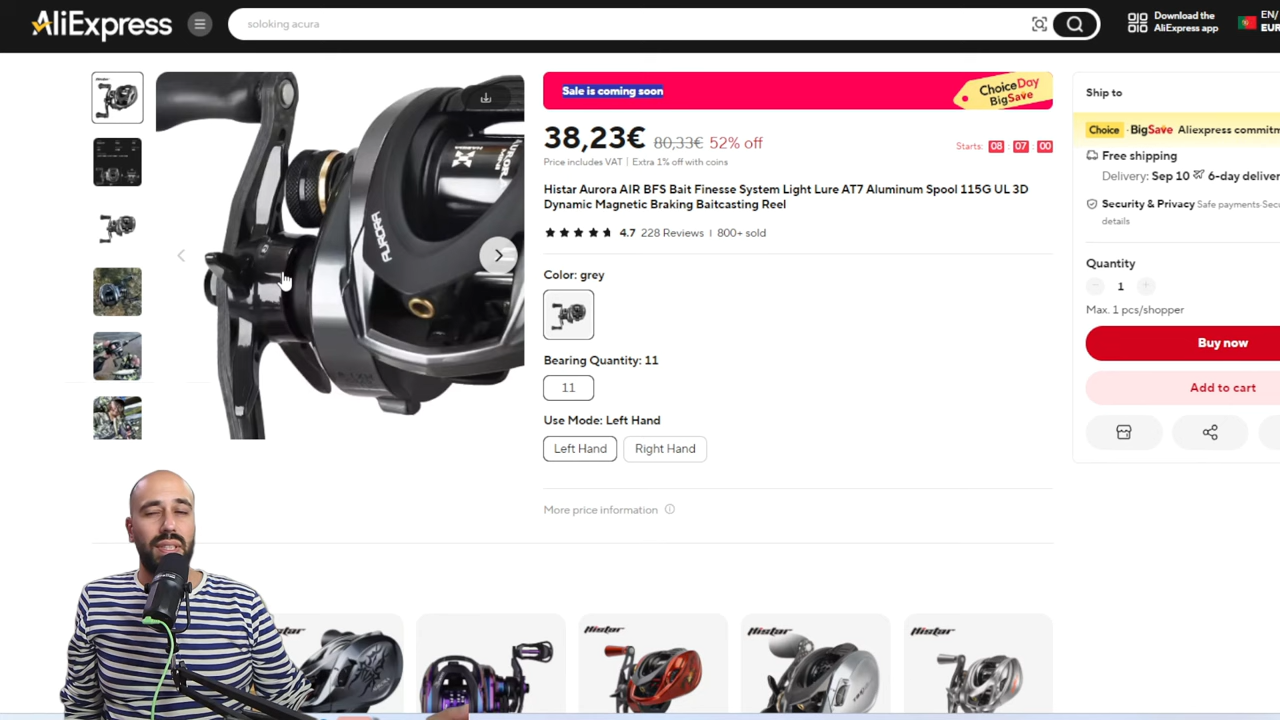 AliExpress
soloking acura
Download the
AliExpress app
EN/
EUR
Sale is coming soon
Choice Day
BigSave
38,23€ 80,33€ 52% off
Starts: 08 : 07 : 00
Price includes VAT | Extra 1% off with coins
Histar Aurora AIR BFS Bait Finesse System Light Lure AT7 Aluminum Spool 115G UL 3D
Dynamic Magnetic Braking Baitcasting Reel
4.7 228 Reviews | 800+ sold
Color: grey
Bearing Quantity: 11
11
Use Mode: Left Hand
Left Hand Right Hand
More price information
Ship to
Choice · BigSave Aliexpress commitm
Free shipping
Delivery: Sep 10 6-day deliver
Security & Privacy Safe payments·Sec
details
Quantity
1
Max. 1 pcs/shopper
Buy now
Add to cart
AURORA
AURORA
X
Histar
Histar
Histar
Histar